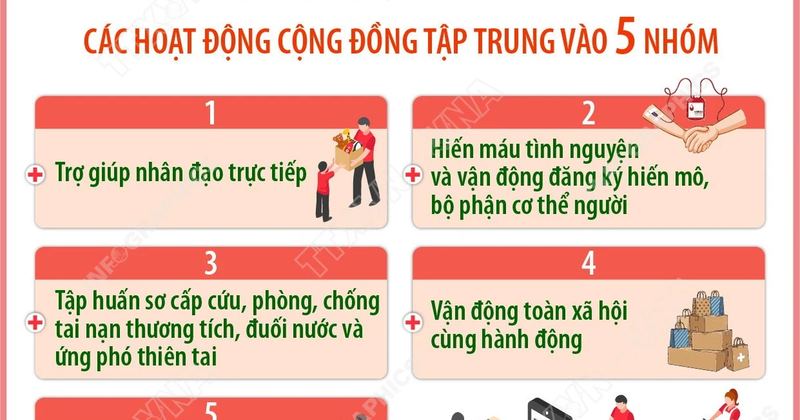 CÁC HOẠT ĐỘNG CỘNG ĐỒNG TẬP TRUNG VÀO 5 NHÓM
1
Trợ giúp nhân đạo trực tiếp
2
Hiến máu tình nguyện
và vận động đăng ký hiến mô,
bộ phận cơ thể người
3
Tập huấn sơ cấp cứu, phòng, chống
tai nạn thương tích, đuối nước và
ứng phó thiên tai
4
Vận động toàn xã hội
cùng hành động
5